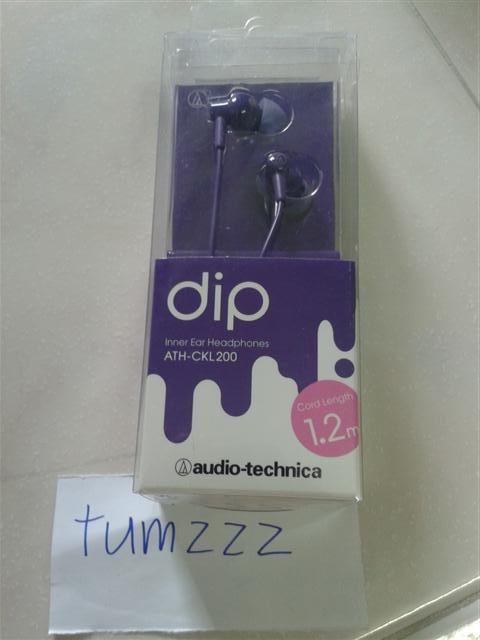 dip
Inner Ear Headphones
ATH-CKL200
Cord Length
1.2m
audio-technica
tumzzz